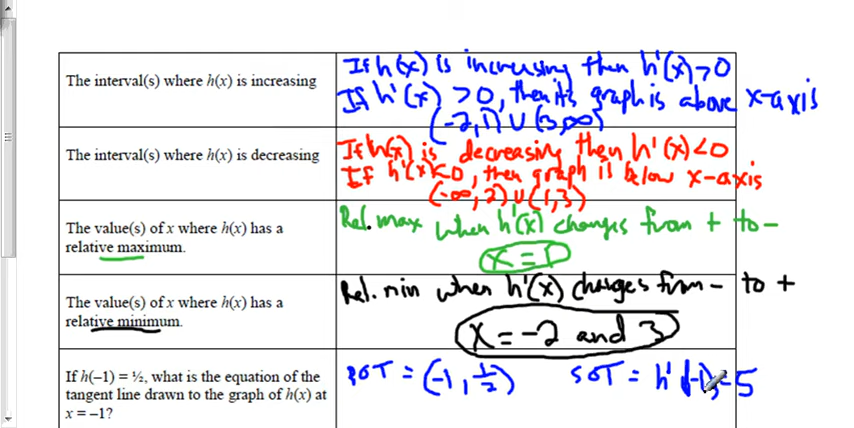 The interval(s) where h(x) is increasing
If h(x) is increasing then h'(x) > 0
If h'(x) > 0, then its graph is above x-axis
(-2,1) ∪ (3,∞)
The interval(s) where h(x) is decreasing
If h(x) is decreasing then h'(x) < 0
If h'(x) < 0, then graph is below x-axis
(-∞,2) ∪ (1,3)
The value(s) of x where h(x) has a
relative maximum.
Rel. max when h'(x) changes from + to -
x = 1
The value(s) of x where h(x) has a
relative minimum.
Rel. min when h'(x) changes from - to +
x = -2 and 3
If h(−1) = ½, what is the equation of the
tangent line drawn to the graph of h(x) at
x = −1?
POT = (-1, 1/2) SOT = h'(-1) = 5